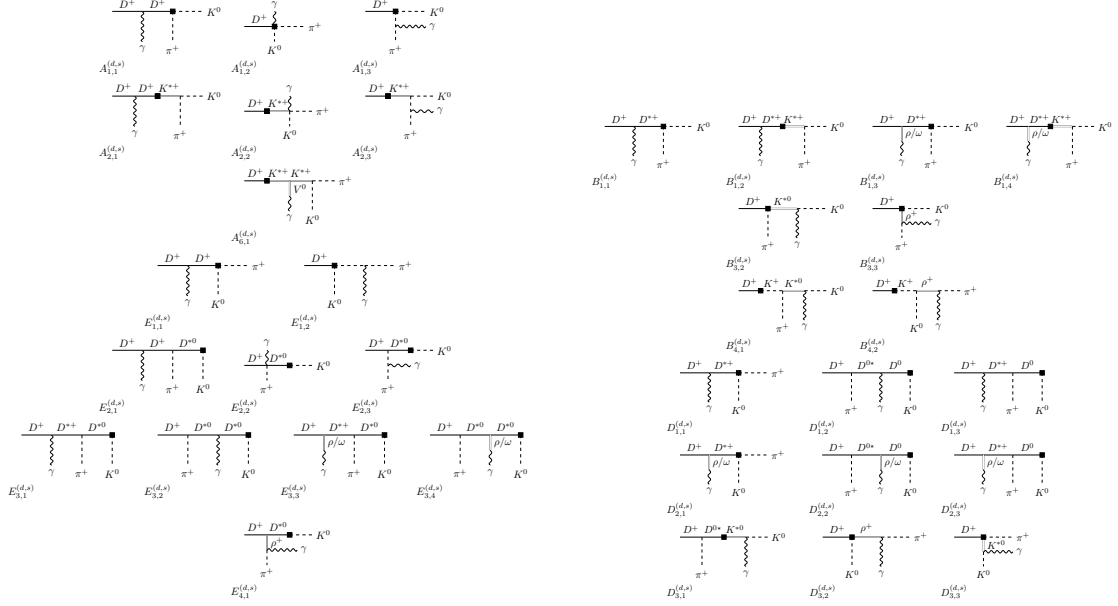 D⁺ D⁺ K⁰ γ π⁺
A₁,₁^(d,s)
γ D⁺ π⁺ K⁰
A₁,₂^(d,s)
D⁺ K⁰ γ π⁺
A₁,₃^(d,s)
D⁺ D⁺ K*⁺ K⁰ γ π⁺
A₂,₁^(d,s)
γ D⁺ K*⁺ π⁺ K⁰
A₂,₂^(d,s)
D⁺ K*⁺ K⁰ γ π⁺
A₂,₃^(d,s)
D⁺ K*⁺ K*⁺ π⁺ V⁰ γ K⁰
A₆,₁^(d,s)
D⁺ D⁺ π⁺ γ K⁰
E₁,₁^(d,s)
D⁺ π⁺ K⁰ γ
E₁,₂^(d,s)
D⁺ D⁺ D*⁰ γ π⁺ K⁰
E₂,₁^(d,s)
γ D⁺ D*⁰ K⁰ π⁺
E₂,₂^(d,s)
D⁺ D*⁰ K⁰ γ π⁺
E₂,₃^(d,s)
D⁺ D*⁺ D*⁰ γ π⁺ K⁰
E₃,₁^(d,s)
D⁺ D*⁰ D*⁰ π⁺ γ K⁰
E₃,₂^(d,s)
D⁺ D*⁺ D*⁰ ρ/ω γ π⁺ K⁰
E₃,₃^(d,s)
D⁺ D*⁰ D*⁰ ρ/ω π⁺ γ K⁰
E₃,₄^(d,s)
D⁺ D*⁰ K⁰ ρ⁺ γ π⁺
E₄,₁^(d,s)
D⁺ D*⁺ K⁰ γ π⁺
B₁,₁^(d,s)
D⁺ D*⁺ K*⁺ K⁰ γ π⁺
B₁,₂^(d,s)
D⁺ D*⁺ K⁰ ρ/ω γ π⁺
B₁,₃^(d,s)
D⁺ D*⁺ K*⁺ K⁰ ρ/ω γ π⁺
B₁,₄^(d,s)
D⁺ K*⁰ K⁰ π⁺ γ
B₃,₂^(d,s)
D⁺ K⁰ ρ⁺ γ π⁺
B₃,₃^(d,s)
D⁺ K⁺ K*⁰ K⁰ π⁺ γ
B₄,₁^(d,s)
D⁺ K⁺ ρ⁺ π⁺ K⁰ γ
B₄,₂^(d,s)
D⁺ D*⁺ π⁺ γ K⁰
D₁,₁^(d,s)
D⁺ D⁰* D⁰ π⁺ γ K⁰
D₁,₂^(d,s)
D⁺ D*⁺ D⁰ γ π⁺ K⁰
D₁,₃^(d,s)
D⁺ D*⁺ π⁺ ρ/ω γ K⁰
D₂,₁^(d,s)
D⁺ D⁰* D⁰ ρ/ω π⁺ γ K⁰
D₂,₂^(d,s)
D⁺ D*⁺ D⁰ ρ/ω γ π⁺ K⁰
D₂,₃^(d,s)
D⁺ D⁰* K*⁰ K⁰ π⁺ γ
D₃,₁^(d,s)
D⁺ ρ⁺ π⁺ K⁰ γ
D₃,₂^(d,s)
D⁺ π⁺ K*⁰ γ K⁰
D₃,₃^(d,s)